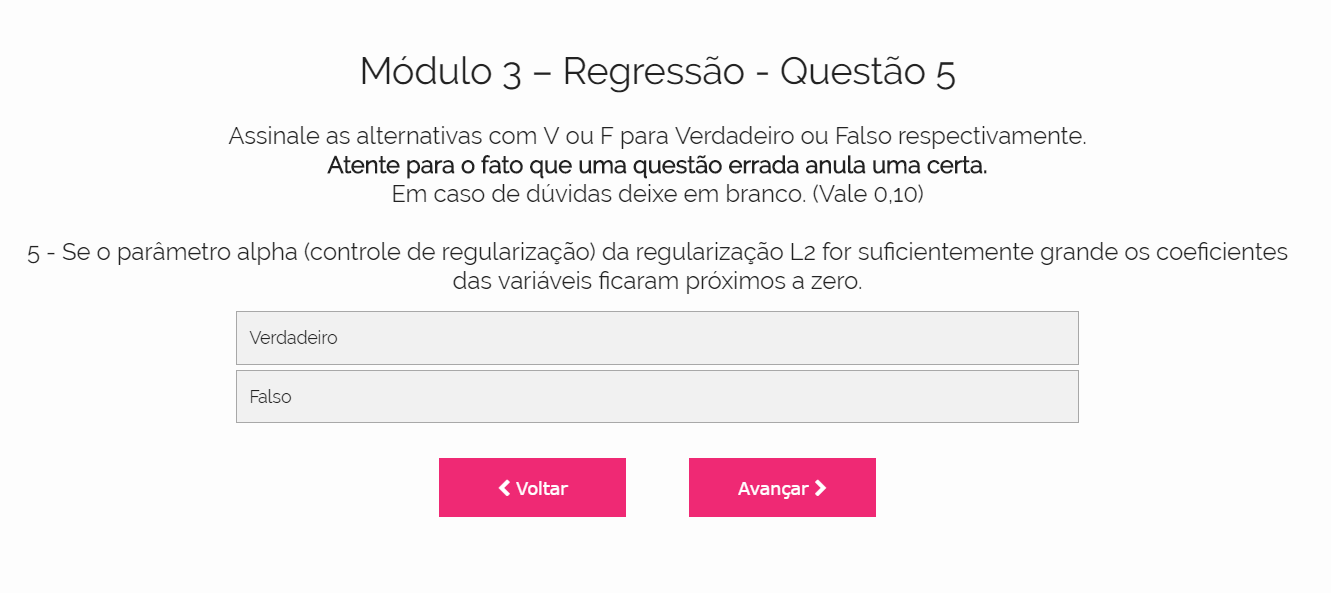 Módulo 3 – Regressão - Questão 5
Assinale as alternativas com V ou F para Verdadeiro ou Falso respectivamente.
Atente para o fato que uma questão errada anula uma certa.
Em caso de dúvidas deixe em branco. (Vale 0,10)
5 - Se o parâmetro alpha (controle de regularização) da regularização L2 for suficientemente grande os coeficientes
das variáveis ficaram próximos a zero.
Verdadeiro
Falso
Voltar
Avançar